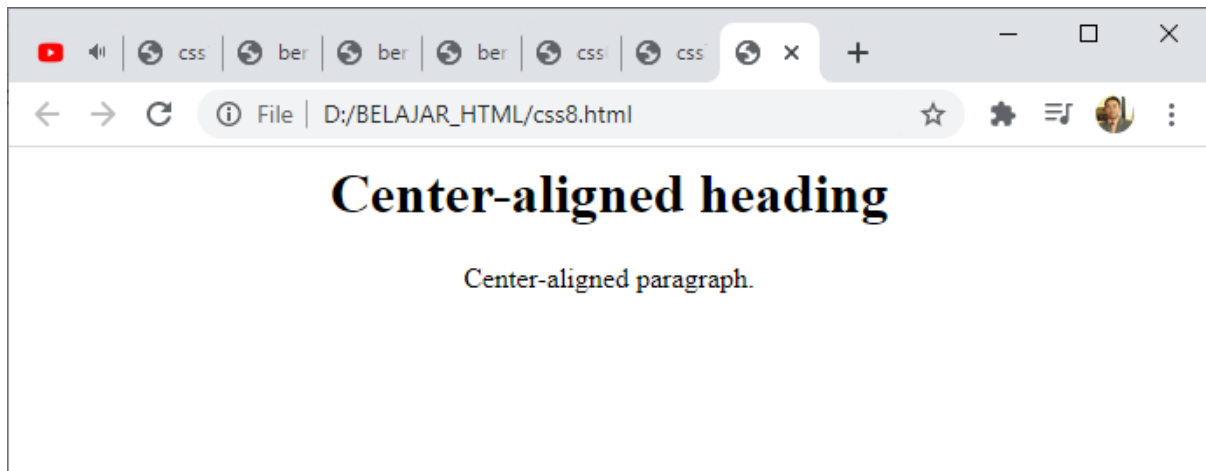 css ber ber ber css css
File D:/BELAJAR_HTML/css8.html
Center-aligned heading
Center-aligned paragraph.